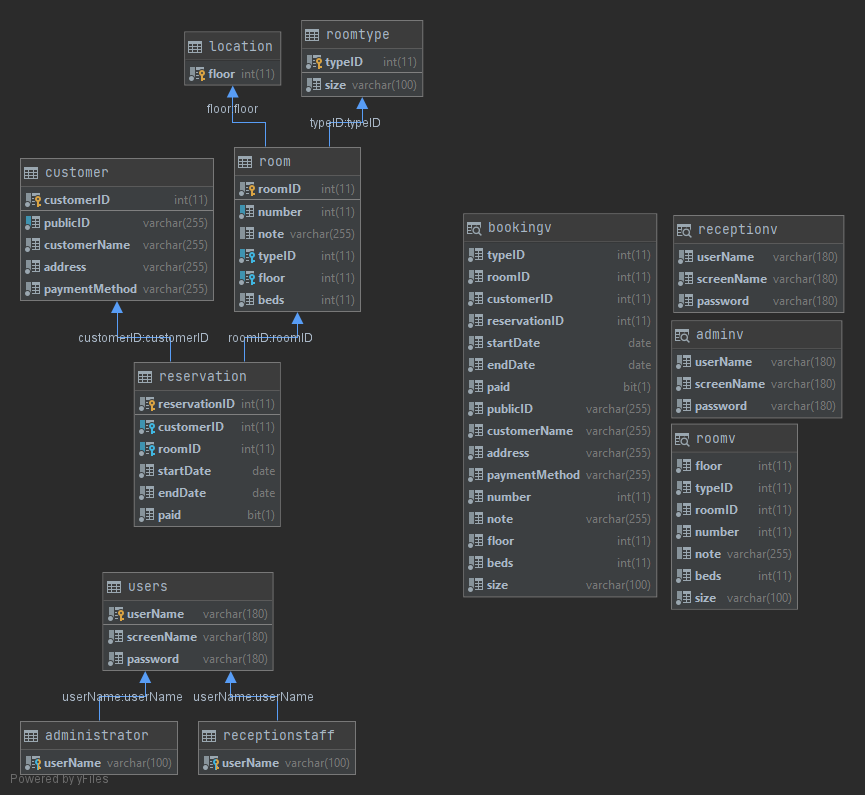 location
floor int(11)
roomtype
typeID int(11)
size varchar(100)
floor:floor
typeID:typeID
customer
customerID int(11)
publicID varchar(255)
customerName varchar(255)
address varchar(255)
paymentMethod varchar(255)
room
roomID int(11)
number int(11)
note varchar(255)
typeID int(11)
floor int(11)
beds int(11)
customerID:customerID
roomID:roomID
reservation
reservationID int(11)
customerID int(11)
roomID int(11)
startDate date
endDate date
paid bit(1)
users
userName varchar(180)
screenName varchar(180)
password varchar(180)
userName:userName
userName:userName
administrator
userName varchar(100)
receptionstaff
userName varchar(100)
Powered by yFiles
bookingv
typeID int(11)
roomID int(11)
customerID int(11)
reservationID int(11)
startDate date
endDate date
paid bit(1)
publicID varchar(255)
customerName varchar(255)
address varchar(255)
paymentMethod varchar(255)
number int(11)
note varchar(255)
floor int(11)
beds int(11)
size varchar(100)
receptionv
userName varchar(180)
screenName varchar(180)
password varchar(180)
adminv
userName varchar(180)
screenName varchar(180)
password varchar(180)
roomv
floor int(11)
typeID int(11)
roomID int(11)
number int(11)
note varchar(255)
beds int(11)
size varchar(100)